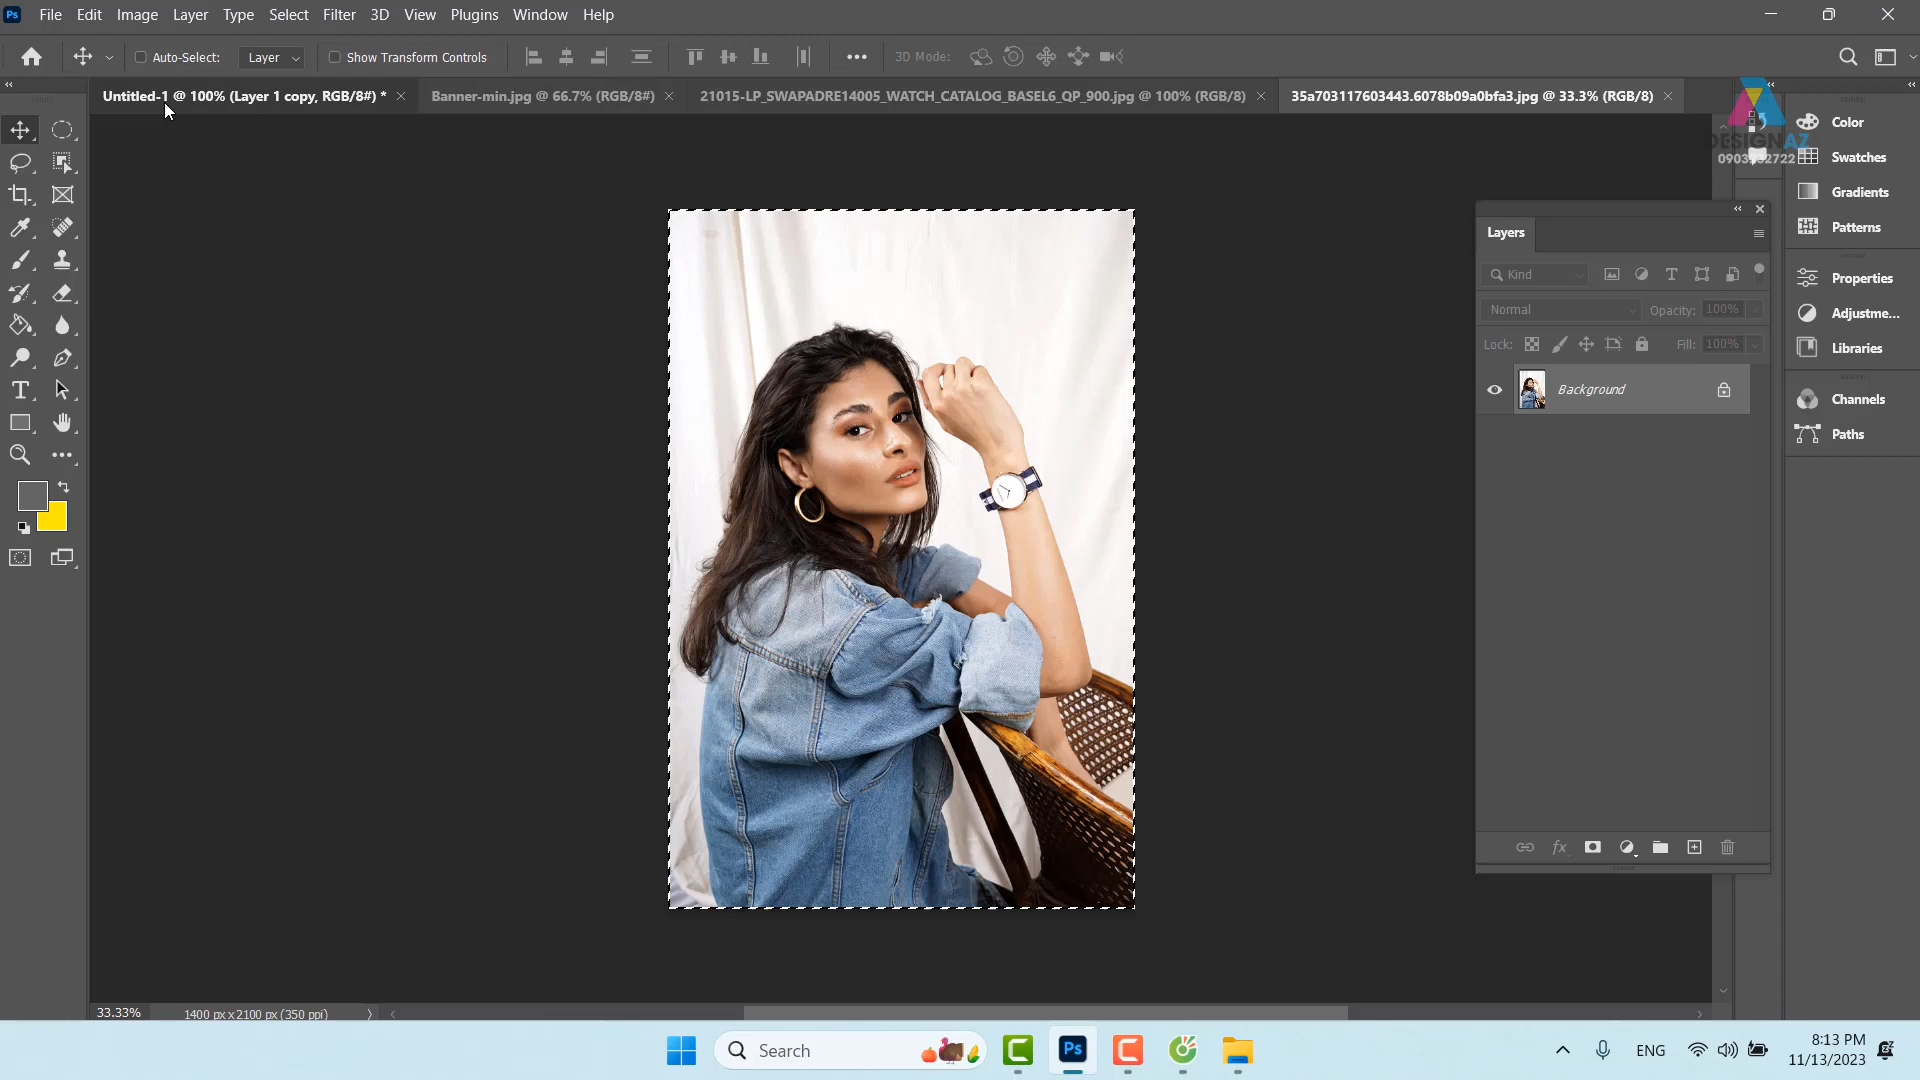 Ps File Edit Image Layer Type Select Filter 3D View Plugins Window Help
Auto-Select: Layer Show Transform Controls 3D Mode:
Untitled-1 @ 100% (Layer 1 copy, RGB/8#) * Banner-min.jpg @ 66.7% (RGB/8#) 21015-LP_SWAPADRE14005_WATCH_CATALOG_BASEL6_QP_900.jpg @ 100% (RGB/8) 35a703117603443.6078b09a0bfa3.jpg @ 33.3% (RGB/8)
DESIGNAZ
Color
Swatches
Gradients
Patterns
Properties
Adjustme...
Libraries
Channels
Paths
Layers
Kind
Normal Opacity: 100%
Lock: Fill: 100%
Background
fx
33.33% 1400 px x 2100 px (350 ppi)
Search Ps ENG
8:13 PM
11/13/2023